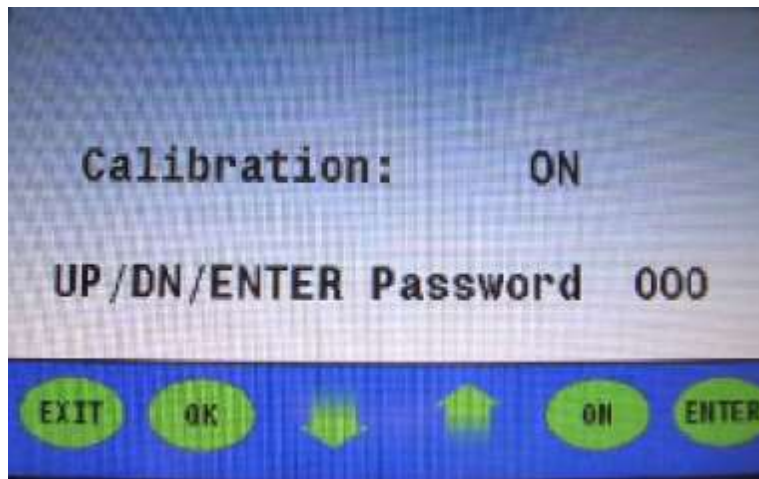 Calibration: ON
UP/DN/ENTER Password 000
EXIT OK ON ENTER